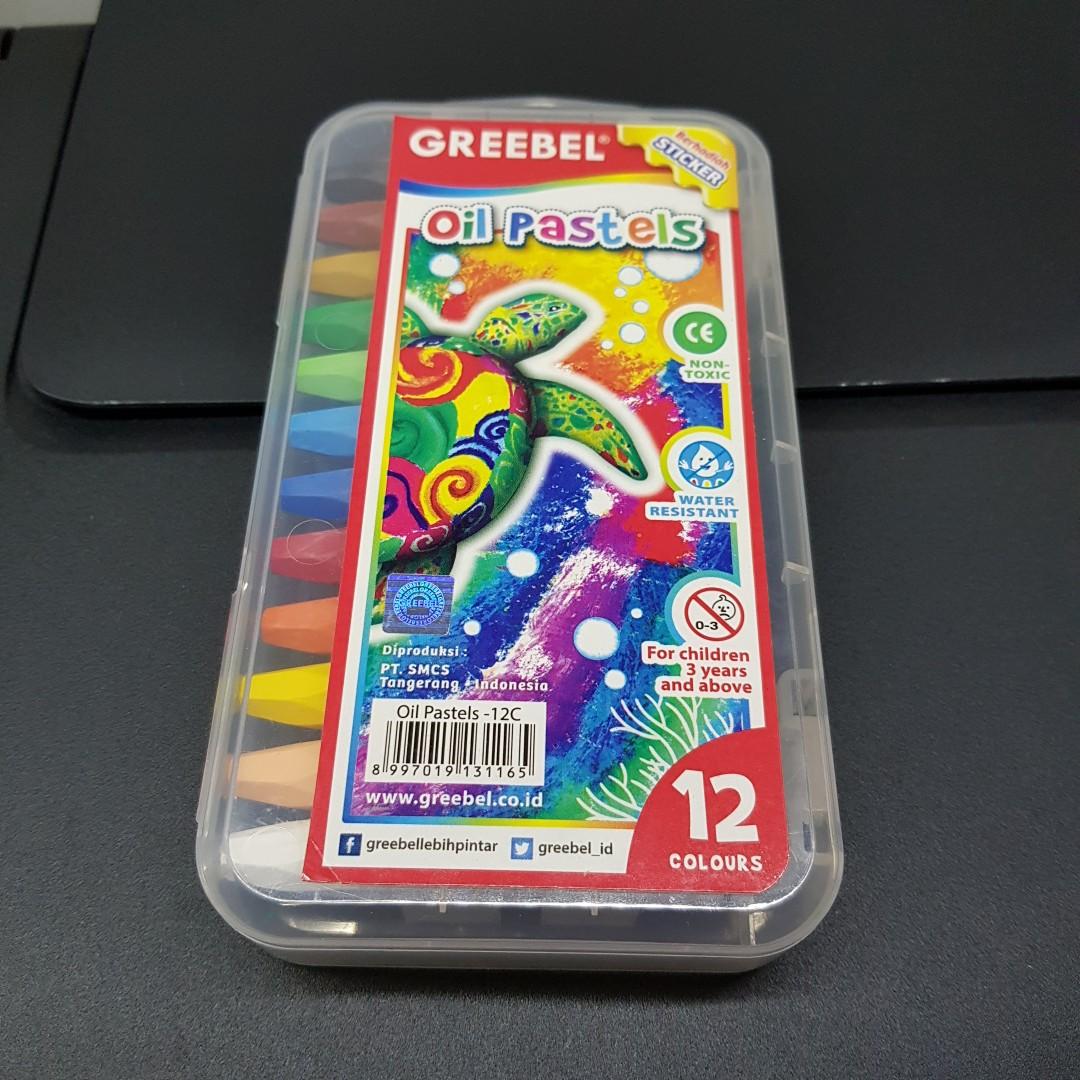 GREEBEL®
Berhadiah
STICKER
Oil Pastels
CE
NON-
TOXIC
WATER
RESISTANT
GREEBEL
0-3
For children
3 years
and above
Diproduksi :
PT. SMCS
Tangerang - Indonesia
Oil Pastels -12C
8 997019 131165
www.greebel.co.id
12
COLOURS
greebellebihpintar
greebel_id